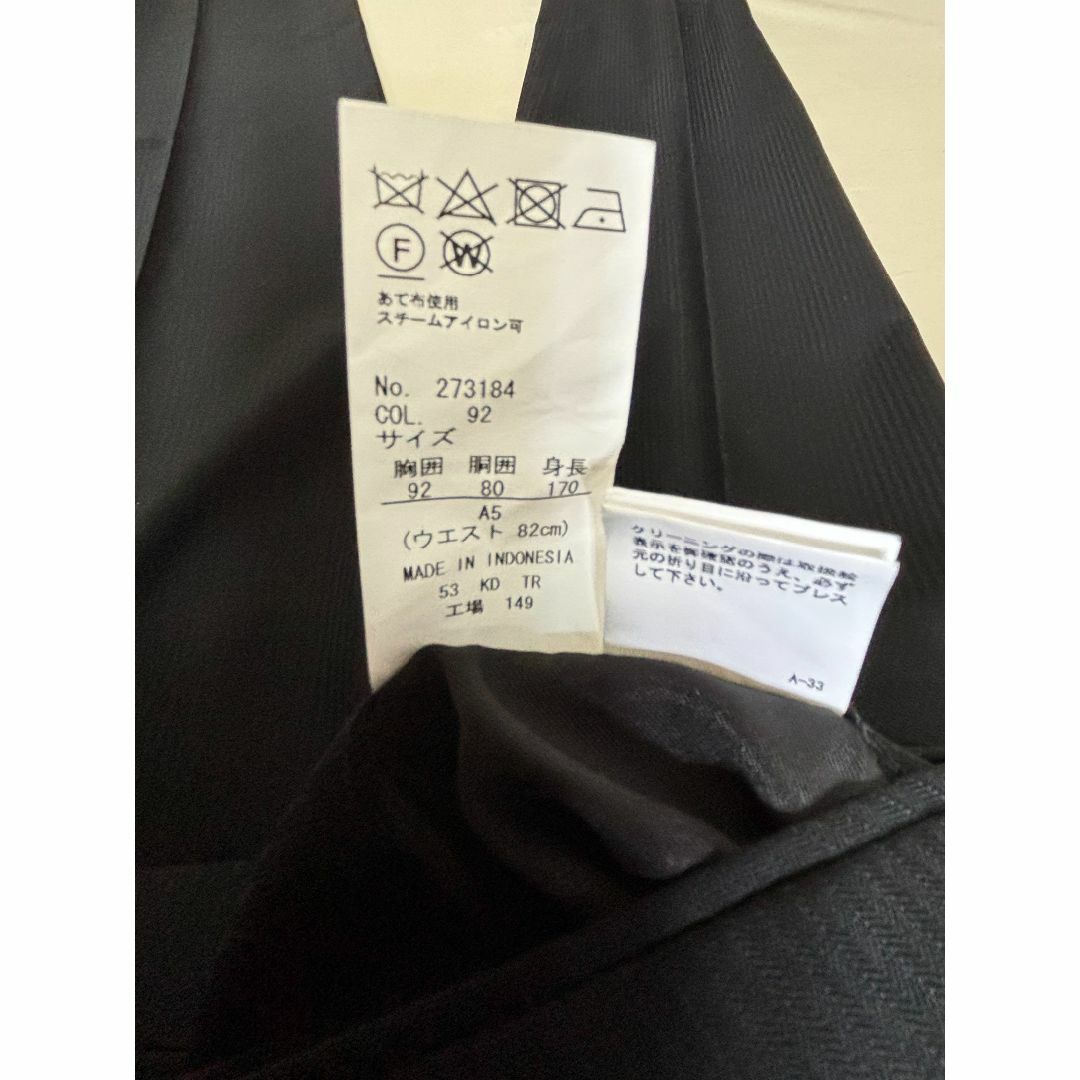 F W
あて布使用
スチームアイロン可
No. 273184
COL. 92
サイズ
胸囲 胴囲 身長
92 80 170
A5
(ウエスト 82cm)
MADE IN INDONESIA
53 KD TR
工場 149
クリーニングの際は取扱絵
表示を御確認のうえ、必ず
元の折り目に沿ってプレス
して下さい。
A-33